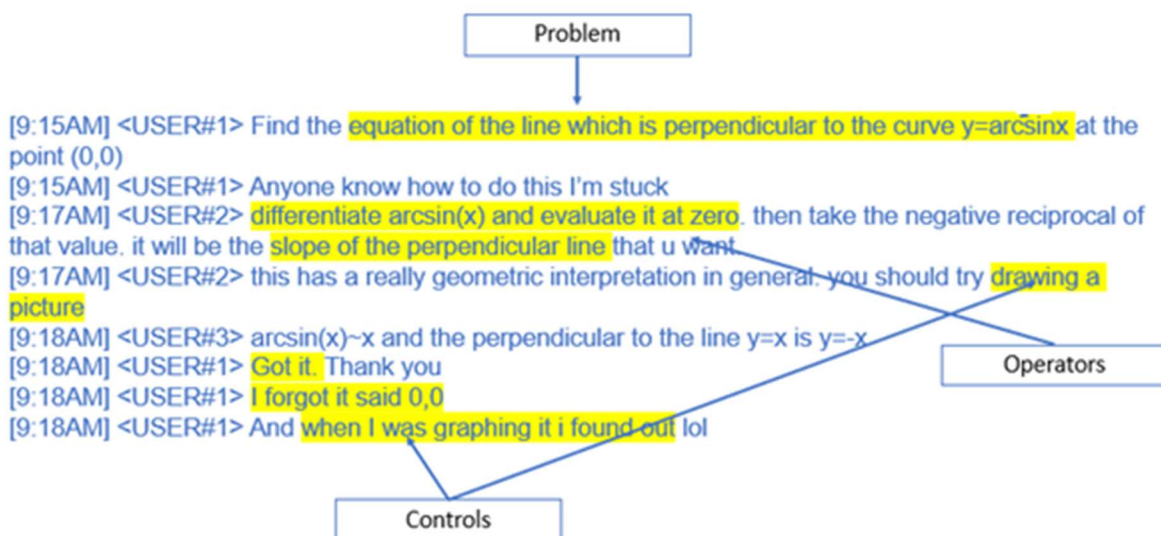 Problem
[9:15AM] <USER#1> Find the equation of the line which is perpendicular to the curve y=arcsinx at the
point (0,0)
[9:15AM] <USER#1> Anyone know how to do this I'm stuck
[9:17AM] <USER#2> differentiate arcsin(x) and evaluate it at zero. then take the negative reciprocal of
that value. it will be the slope of the perpendicular line that u want.
[9:17AM] <USER#2> this has a really geometric interpretation in general. you should try drawing a
picture
[9:18AM] <USER#3> arcsin(x)~x and the perpendicular to the line y=x is y=-x
[9:18AM] <USER#1> Got it. Thank you
[9:18AM] <USER#1> I forgot it said 0,0
[9:18AM] <USER#1> And when I was graphing it i found out lol
Operators
Controls